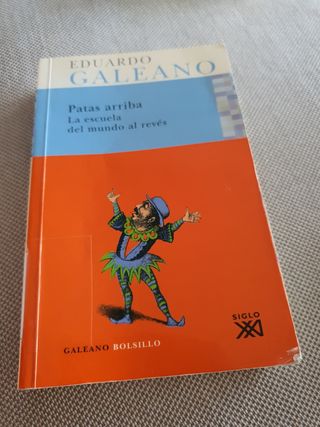 EDUARDO
GALEANO
Patas arriba
La escuela
del mundo al revés
SIGLO
XXI
GALEANO BOLSILLO